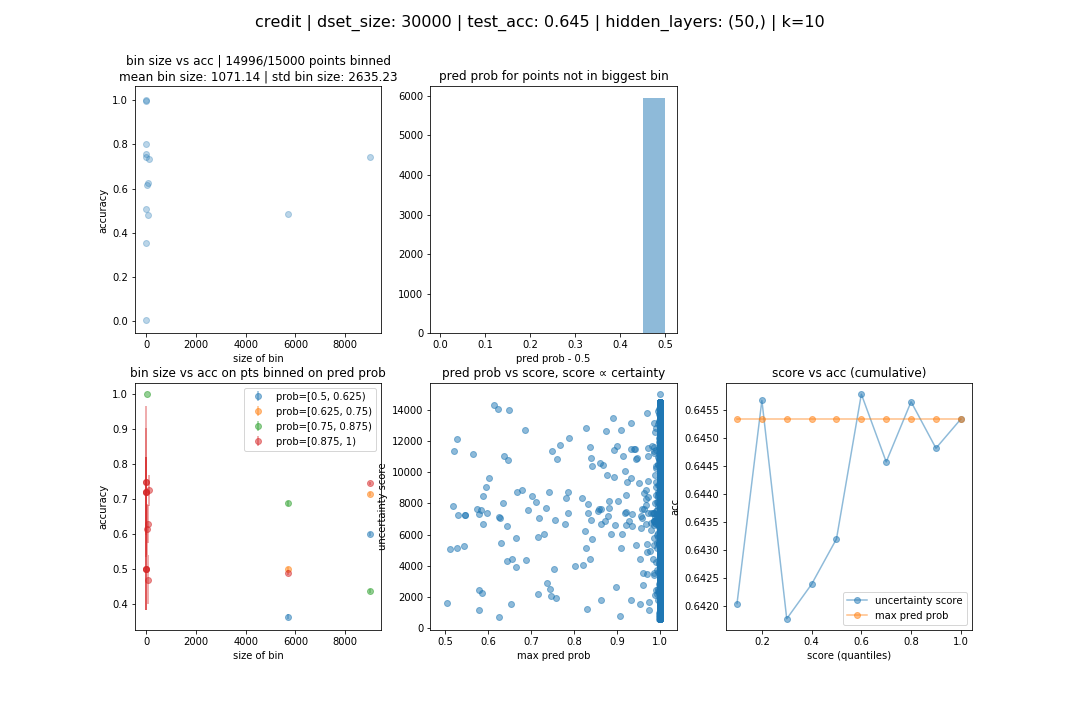 credit | dset_size: 30000 | test_acc: 0.645 | hidden_layers: (50,) | k=10
bin size vs acc | 14996/15000 points binned
mean bin size: 1071.14 | std bin size: 2635.23
1.0
0.8
0.6
0.4
0.2
0.0
accuracy
0
2000
4000
6000
8000
size of bin
pred prob for points not in biggest bin
6000
5000
4000
3000
2000
1000
0
0.0
0.1
0.2
0.3
0.4
0.5
pred prob - 0.5
bin size vs acc on pts binned on pred prob
1.0
0.9
0.8
0.7
0.6
0.5
0.4
accuracy
prob=[0.5, 0.625)
prob=[0.625, 0.75)
prob=[0.75, 0.875)
prob=[0.875, 1)
0
2000
4000
6000
8000
size of bin
pred prob vs score, score ∝ certainty
14000
12000
10000
8000
6000
4000
2000
0
uncertainty score
0.5
0.6
0.7
0.8
0.9
1.0
max pred prob
score vs acc (cumulative)
0.6455
0.6450
0.6445
0.6440
0.6435
0.6430
0.6425
0.6420
acc
uncertainty score
max pred prob
0.2
0.4
0.6
0.8
1.0
score (quantiles)